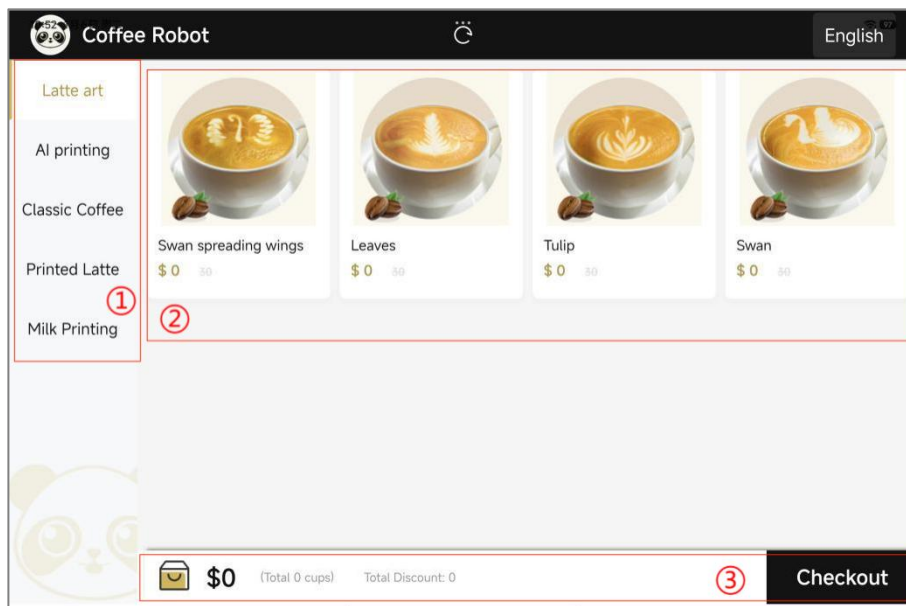 Coffee Robot
English
Latte art
AI printing
Classic Coffee
Printed Latte
Milk Printing
①
Swan spreading wings
$ 0 30
Leaves
$ 0 30
Tulip
$ 0 30
Swan
$ 0 30
②
$0 (Total 0 cups) Total Discount: 0
③
Checkout